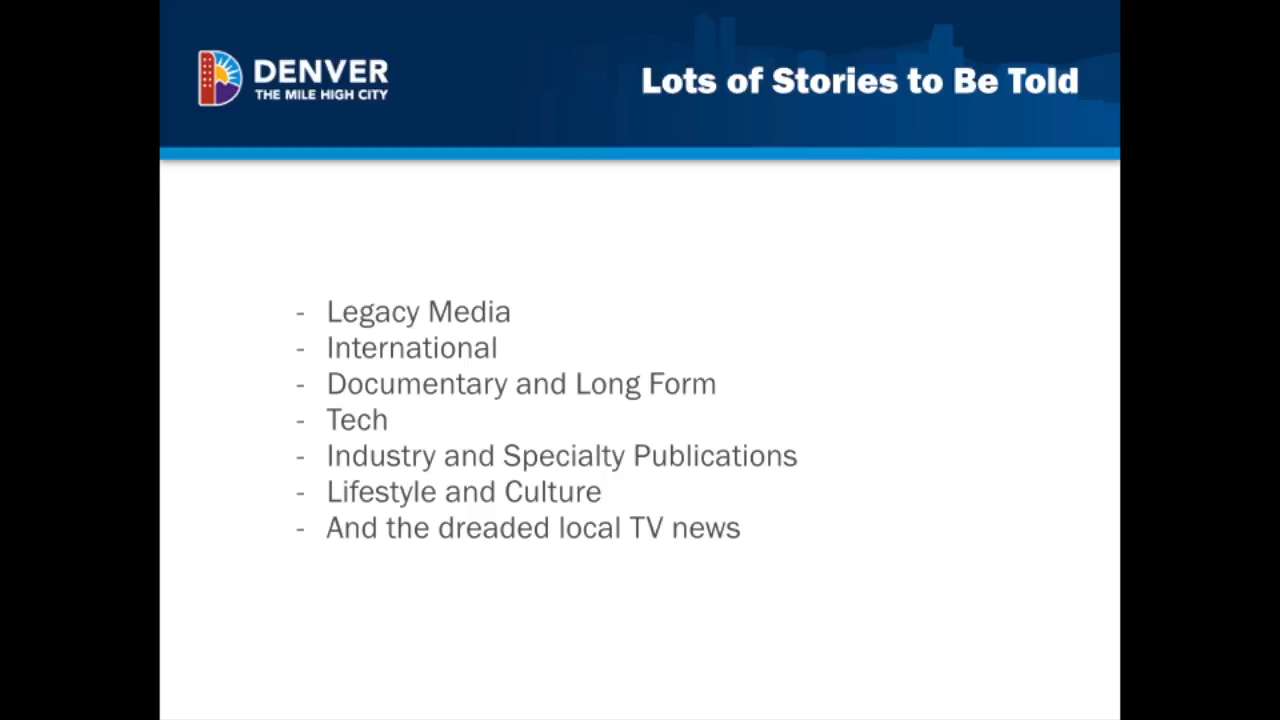 DENVER
THE MILE HIGH CITY
Lots of Stories to Be Told
- Legacy Media
- International
- Documentary and Long Form
- Tech
- Industry and Specialty Publications
- Lifestyle and Culture
- And the dreaded local TV news